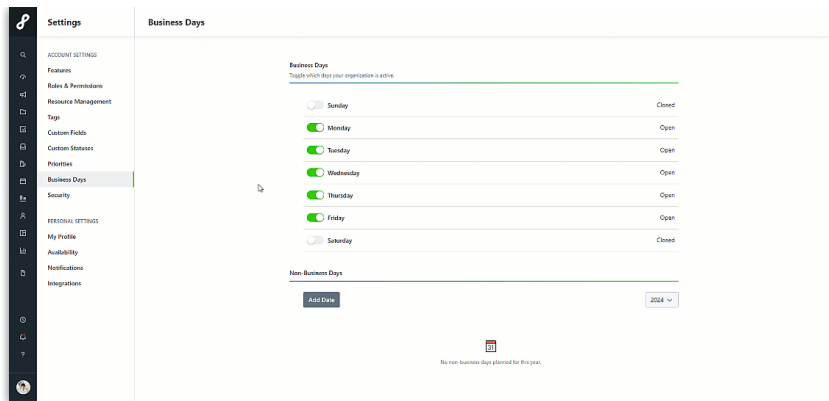 Settings
Business Days
ACCOUNT SETTINGS
Features
Roles & Permissions
Resource Management
Tags
Custom Fields
Custom Statuses
Priorities
Business Days
Security
PERSONAL SETTINGS
My Profile
Availability
Notifications
Integrations
Business Days
Toggle which days your organization is active.
Sunday Closed
Monday Open
Tuesday Open
Wednesday Open
Thursday Open
Friday Open
Saturday Closed
Non-Business Days
Add Date 2024
31
No non-business days planned for this year.
?